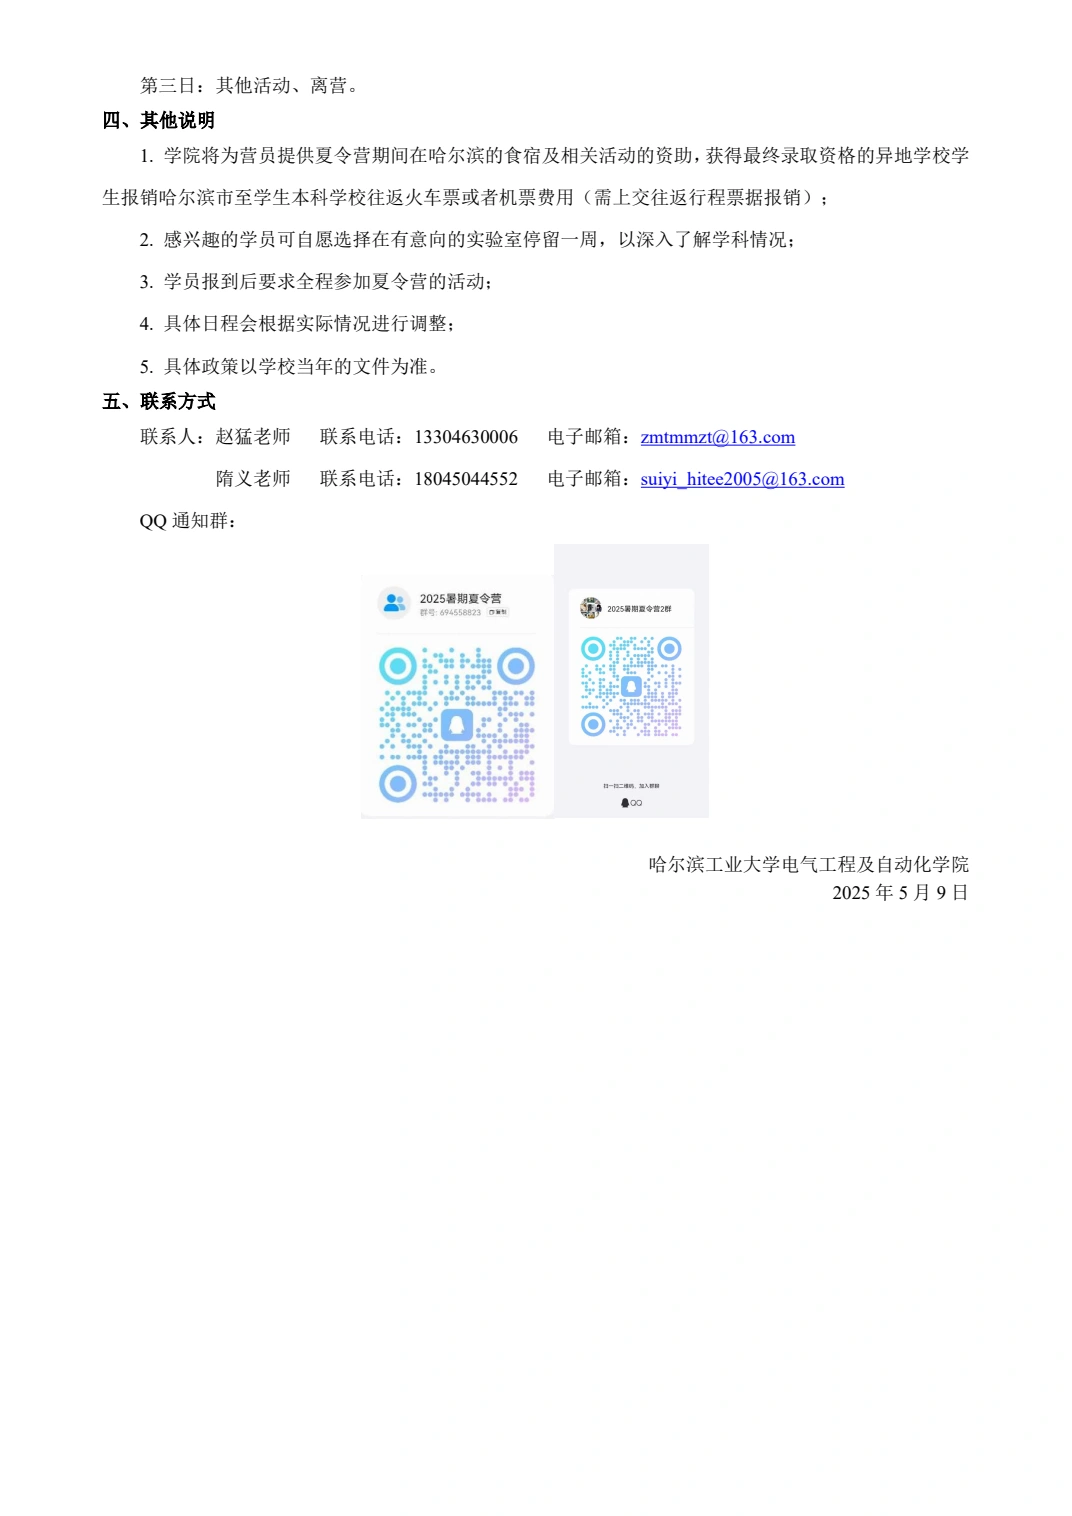 第三日：其他活动、离营。
四、其他说明
1. 学院将为营员提供夏令营期间在哈尔滨的食宿及相关活动的资助，获得最终录取资格的异地学校学
生报销哈尔滨市至学生本科学校往返火车票或者机票费用（需上交往返行程票据报销）；
2. 感兴趣的学员可自愿选择在有意向的实验室停留一周，以深入了解学科情况；
3. 学员报到后要求全程参加夏令营的活动；
4. 具体日程会根据实际情况进行调整；
5. 具体政策以学校当年的文件为准。
五、联系方式
联系人：赵猛老师 联系电话：13304630006 电子邮箱：zmtmmzt@163.com
隋义老师 联系电话：18045044552 电子邮箱：suiyi_hitee2005@163.com
QQ 通知群：
2025暑期夏令营
群号: 694558823 复制
2025暑期夏令营2群
扫一扫二维码，加入群聊
QQ
哈尔滨工业大学电气工程及自动化学院
2025 年 5 月 9 日